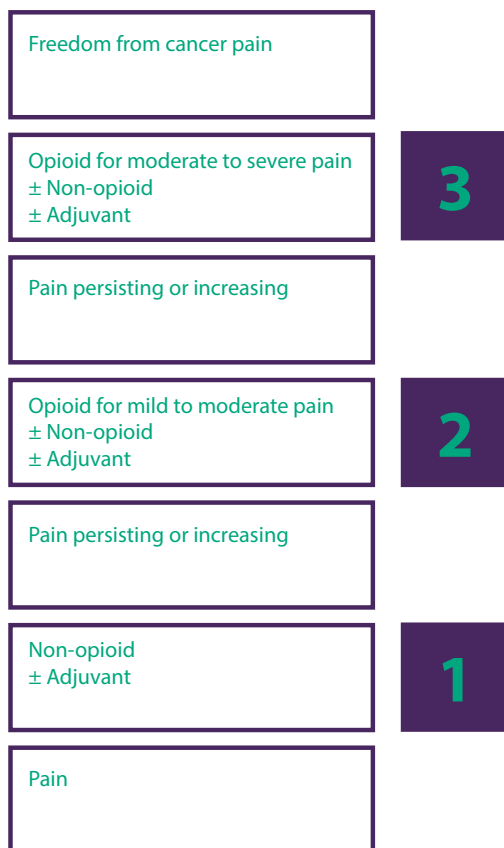 Freedom from cancer pain
Opioid for moderate to severe pain
± Non-opioid
± Adjuvant
3
Pain persisting or increasing
Opioid for mild to moderate pain
± Non-opioid
± Adjuvant
2
Pain persisting or increasing
Non-opioid
± Adjuvant
1
Pain